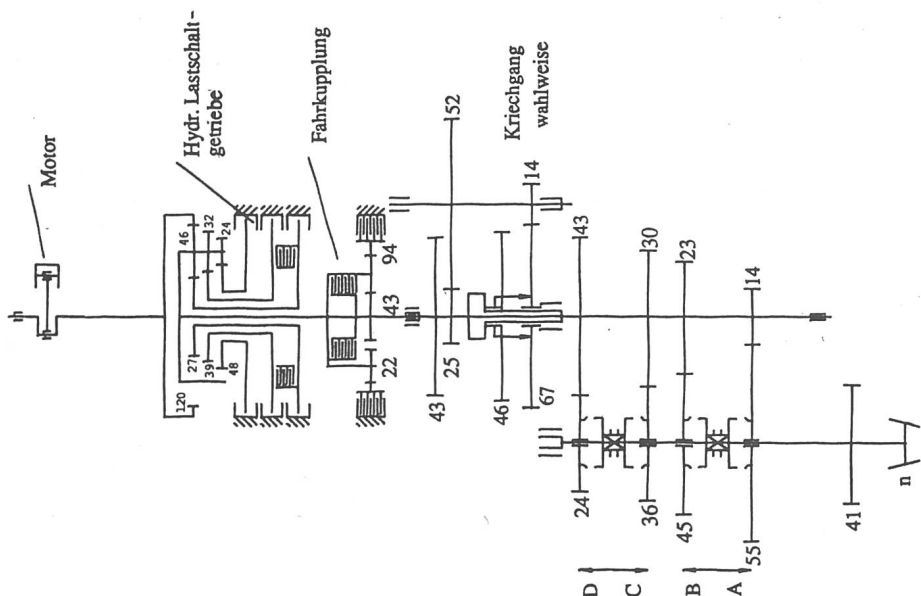 Motor
Hydr. Lastschalt-
getriebe
Fahrkupplung
Kriechgang
wahlweise
46
32
24
27
39
48
120
94
43
22
52
25
43
14
46
67
43
30
23
14
24
36
45
55
41
n
D
C
B
A